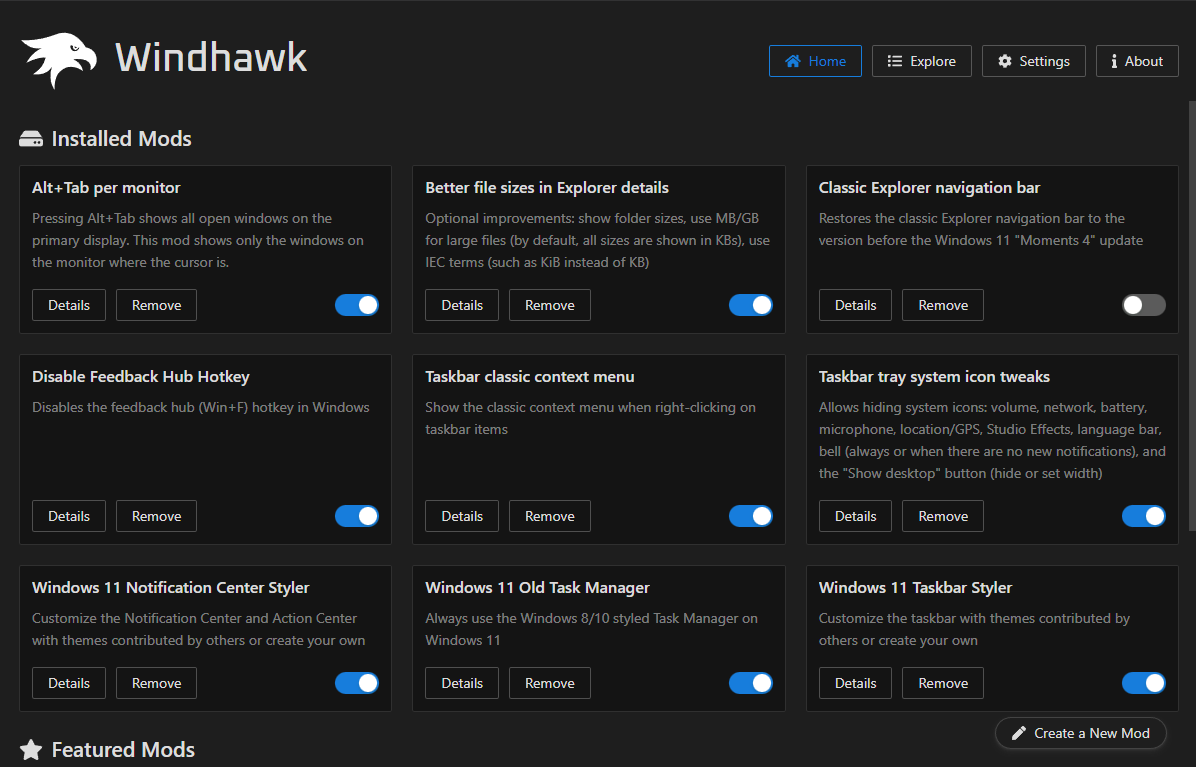 Windhawk
Home
Explore
Settings
About
Installed Mods
Alt+Tab per monitor
Pressing Alt+Tab shows all open windows on the
primary display. This mod shows only the windows on
the monitor where the cursor is.
Details
Remove
Better file sizes in Explorer details
Optional improvements: show folder sizes, use MB/GB
for large files (by default, all sizes are shown in KBs), use
IEC terms (such as KiB instead of KB)
Details
Remove
Classic Explorer navigation bar
Restores the classic Explorer navigation bar to the
version before the Windows 11 "Moments 4" update
Details
Remove
Disable Feedback Hub Hotkey
Disables the feedback hub (Win+F) hotkey in Windows
Details
Remove
Taskbar classic context menu
Show the classic context menu when right-clicking on
taskbar items
Details
Remove
Taskbar tray system icon tweaks
Allows hiding system icons: volume, network, battery,
microphone, location/GPS, Studio Effects, language bar,
bell (always or when there are no new notifications), and
the "Show desktop" button (hide or set width)
Details
Remove
Windows 11 Notification Center Styler
Customize the Notification Center and Action Center
with themes contributed by others or create your own
Details
Remove
Windows 11 Old Task Manager
Always use the Windows 8/10 styled Task Manager on
Windows 11
Details
Remove
Windows 11 Taskbar Styler
Customize the taskbar with themes contributed by
others or create your own
Details
Remove
Featured Mods
Create a New Mod